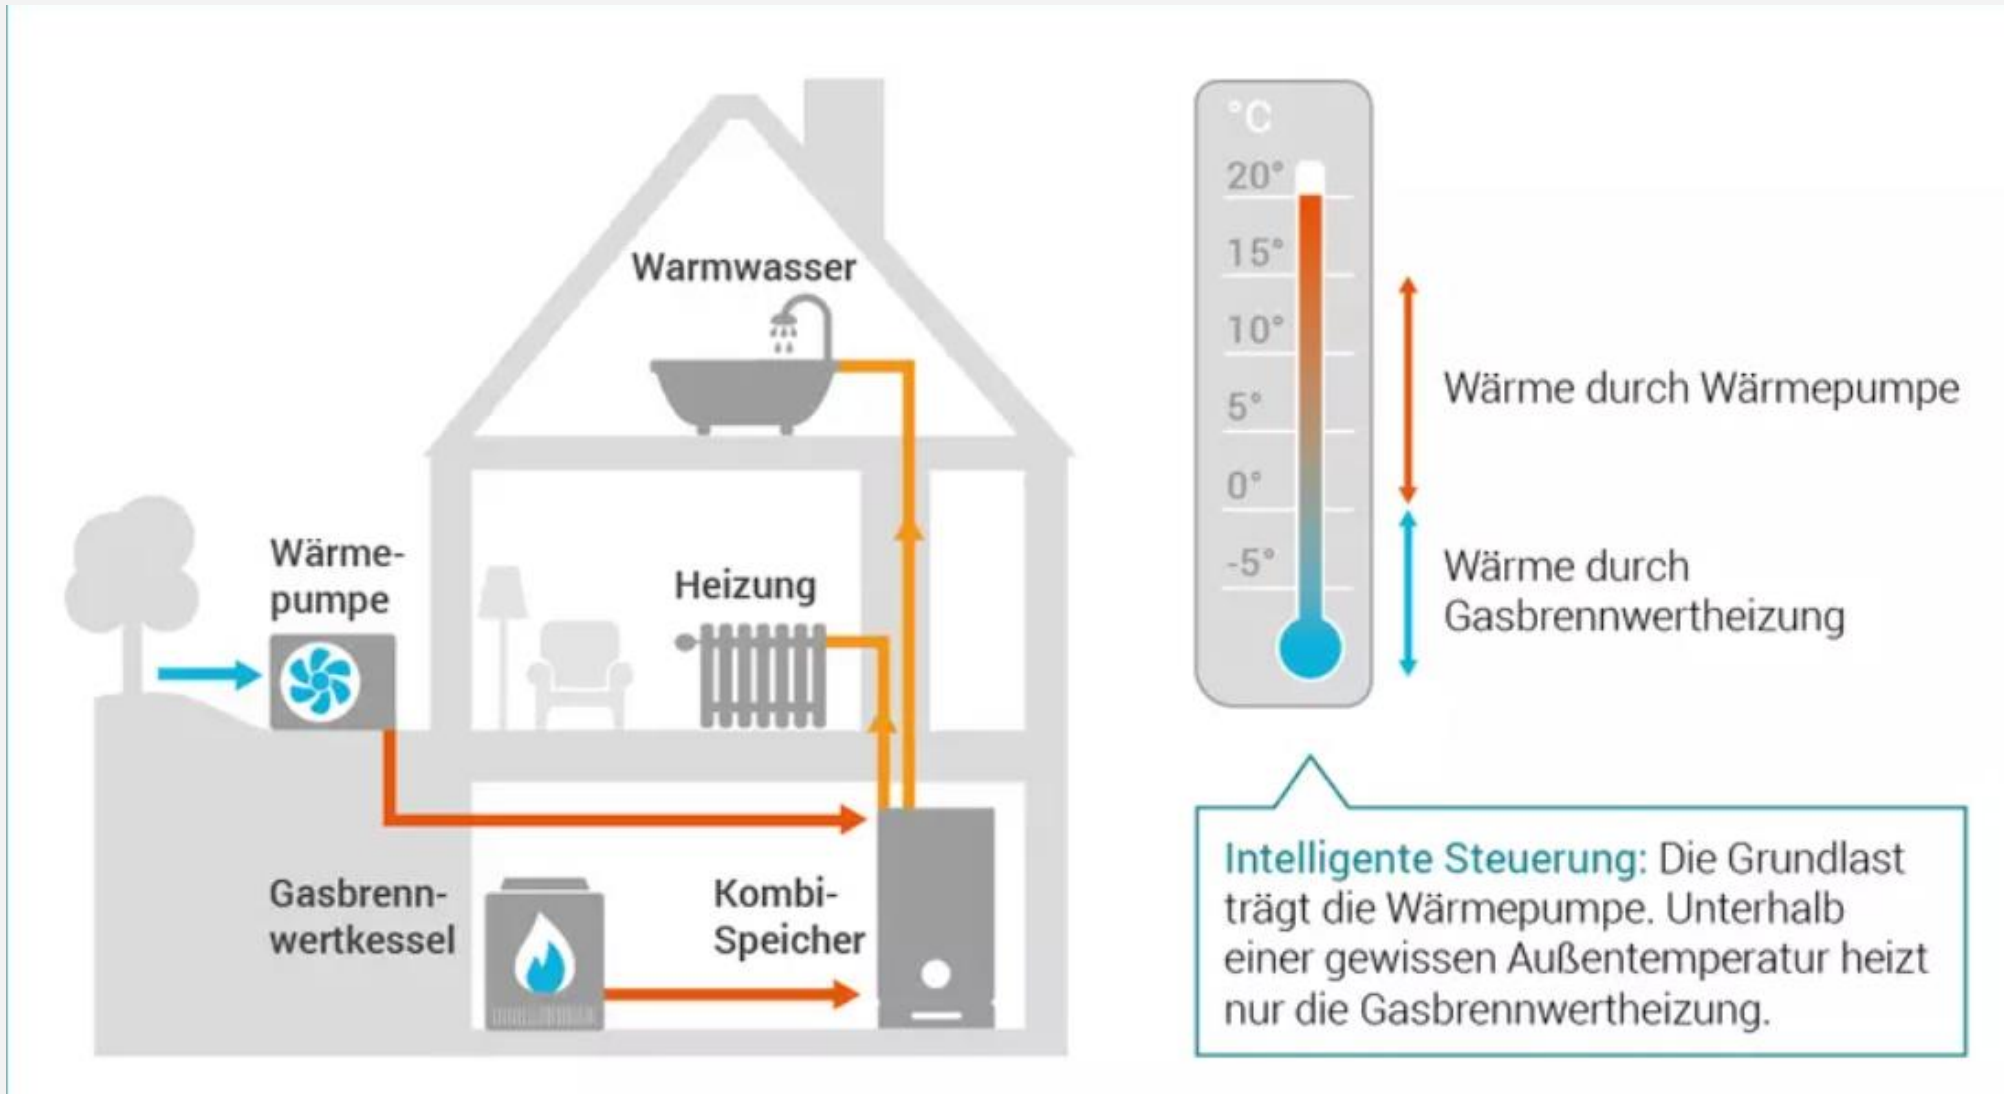 Warmwasser
Wärme-
pumpe
Heizung
Gasbrenn-
wertkessel
Kombi-
Speicher
°C
20°
15°
10°
5°
0°
-5°
Wärme durch Wärmepumpe
Wärme durch
Gasbrennwertheizung
Intelligente Steuerung: Die Grundlast
trägt die Wärmepumpe. Unterhalb
einer gewissen Außentemperatur heizt
nur die Gasbrennwertheizung.